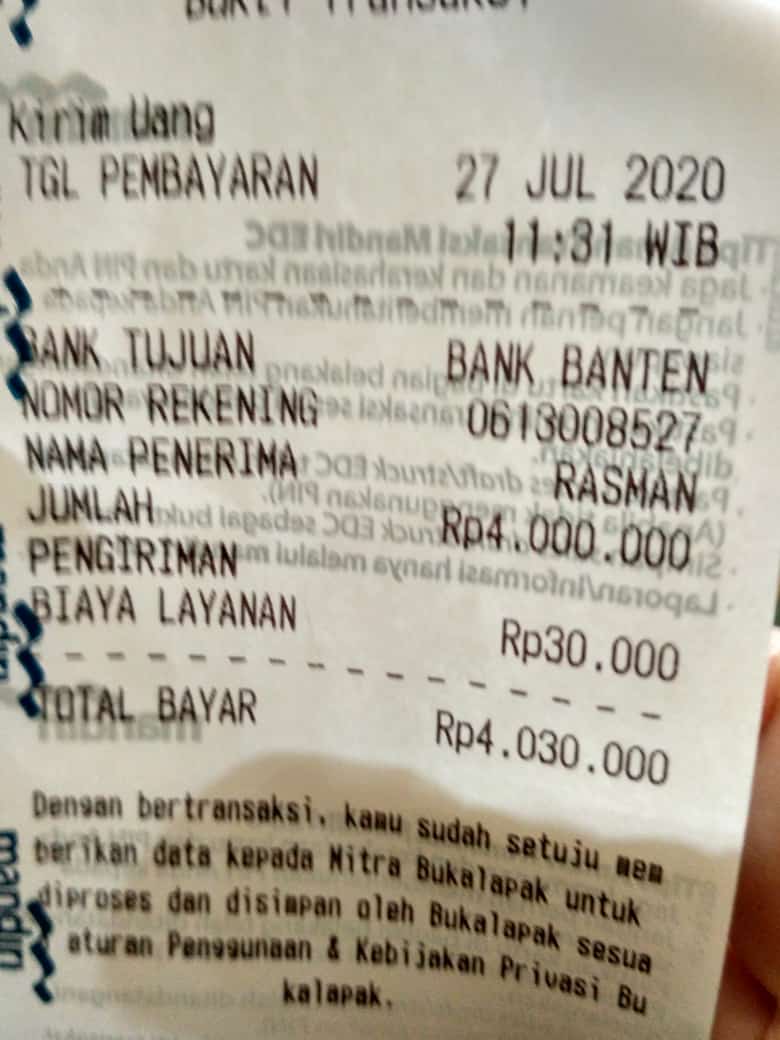 Bukti Transaksi
Kirim Uang
TGL PEMBAYARAN 27 JUL 2020
11:31 WIB
BANK TUJUAN BANK BANTEN
NOMOR REKENING 0613008527
NAMA PENERIMA RASMAN
JUMLAH Rp4.000.000
PENGIRIMAN
BIAYA LAYANAN Rp30.000
TOTAL BAYAR Rp4.030.000
Dengan bertransaksi, kamu sudah setuju mem
berikan data kepada Mitra Bukalapak untuk
diproses dan disimpan oleh Bukalapak sesua
aturan Penggunaan & Kebijakan Privasi Bu
kalapak.
mandiri